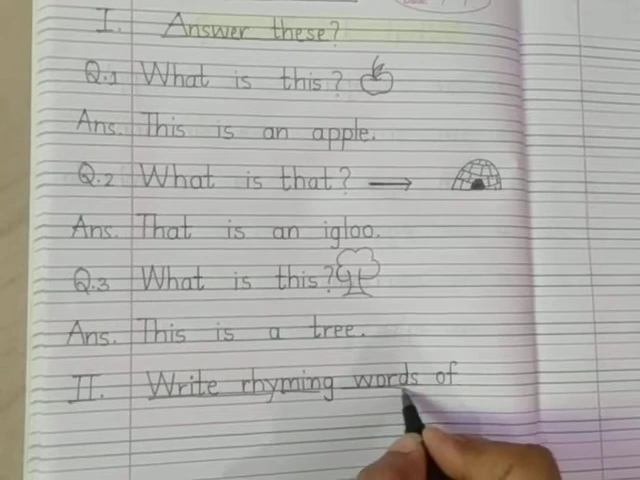 I. Answer these?
Q.1 What is this?
Ans. This is an apple.
Q.2 What is that? →
Ans. That is an igloo.
Q.3 What is this?
Ans. This is a tree.
II. Write rhyming words of